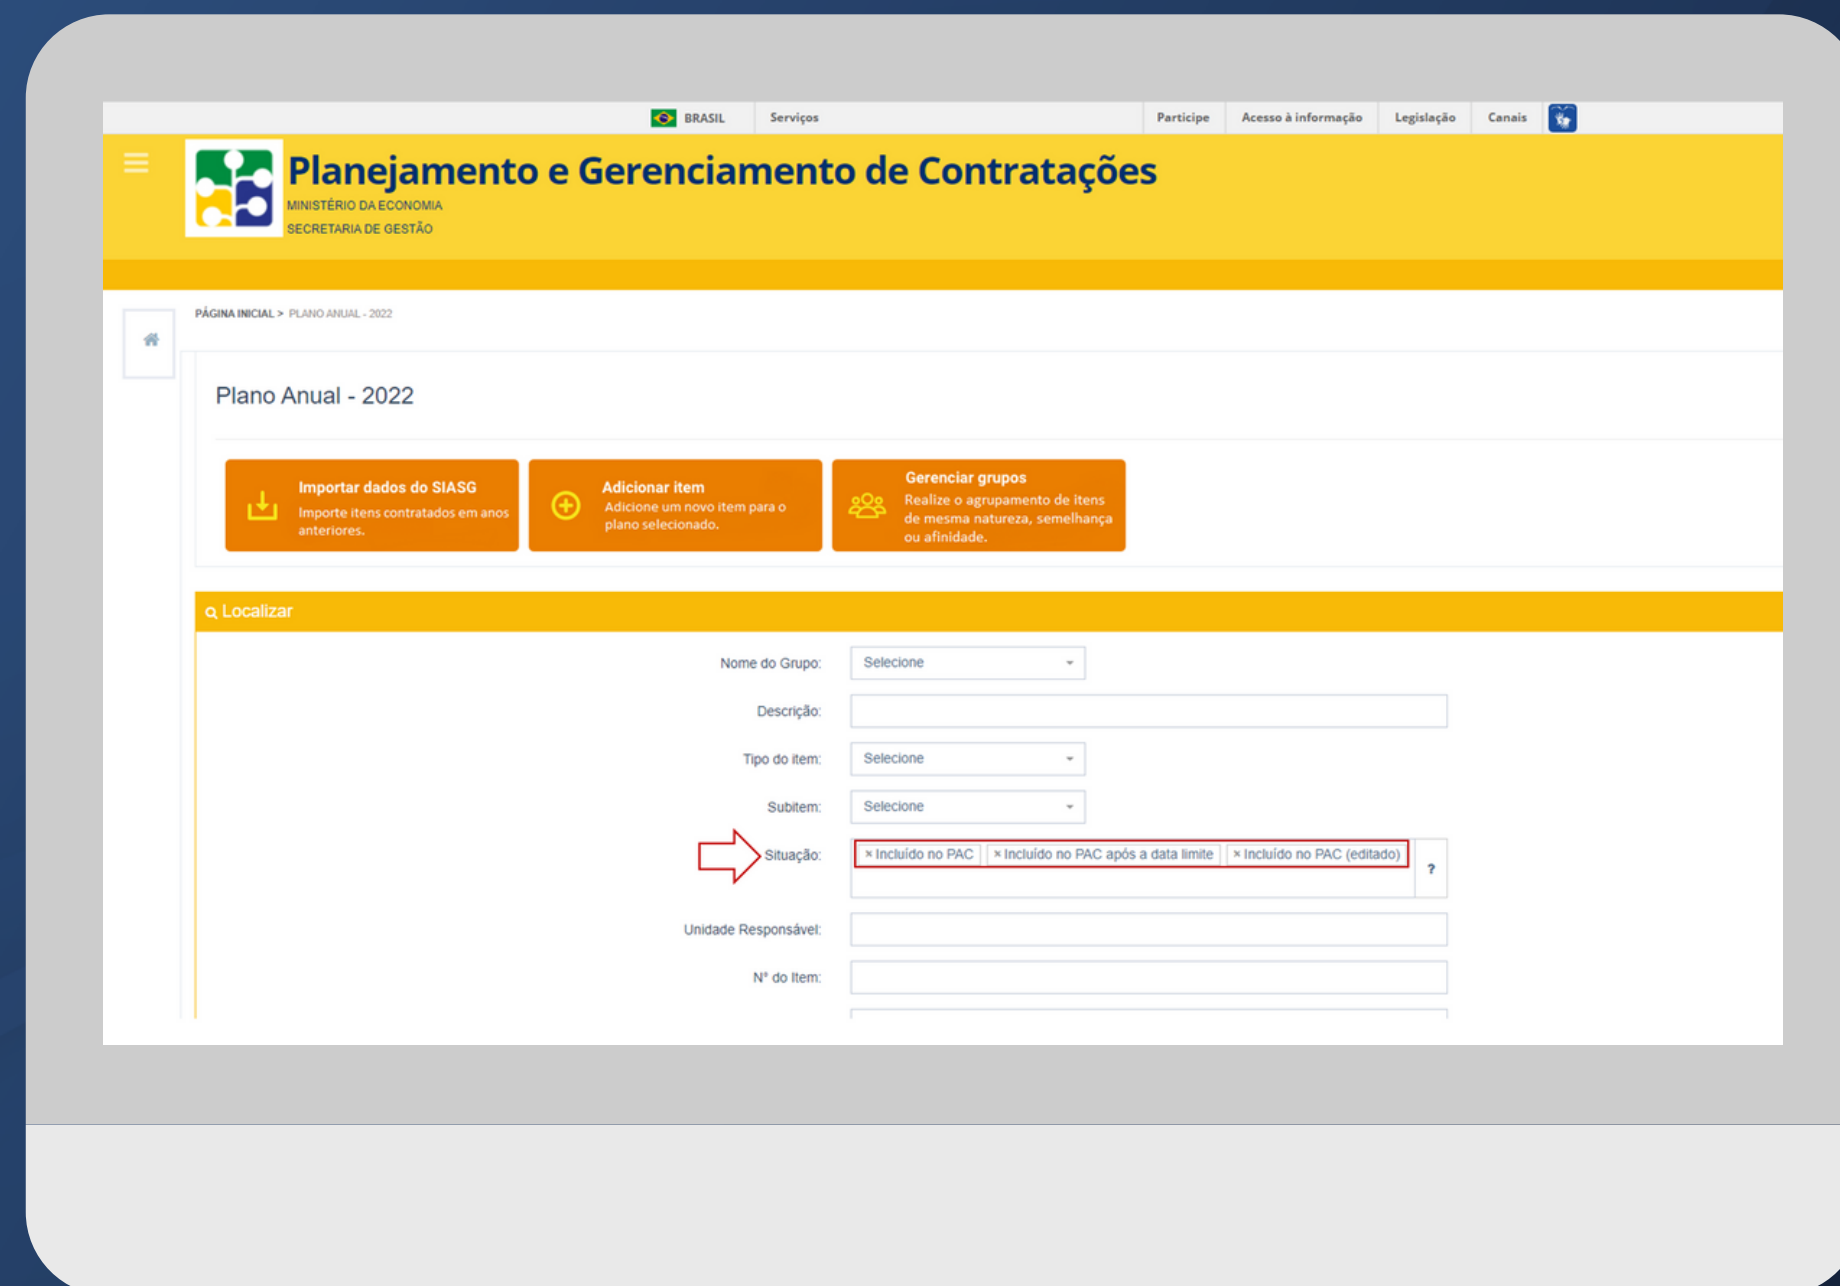 BRASIL Serviços Participe Acesso à informação Legislação Canais
Planejamento e Gerenciamento de Contratações
MINISTÉRIO DA ECONOMIA
SECRETARIA DE GESTÃO
PÁGINA INICIAL > PLANO ANUAL - 2022
Plano Anual - 2022
Importar dados do SIASG
Importe itens contratados em anos
anteriores.
Adicionar item
Adicione um novo item para o
plano selecionado.
Gerenciar grupos
Realize o agrupamento de itens
de mesma natureza, semelhança
ou afinidade.
Localizar
Nome do Grupo: Selecione
Descrição:
Tipo do item: Selecione
Subitem: Selecione
Situação: × Incluído no PAC × Incluído no PAC após a data limite × Incluído no PAC (editado) ?
Unidade Responsável:
N° do Item: